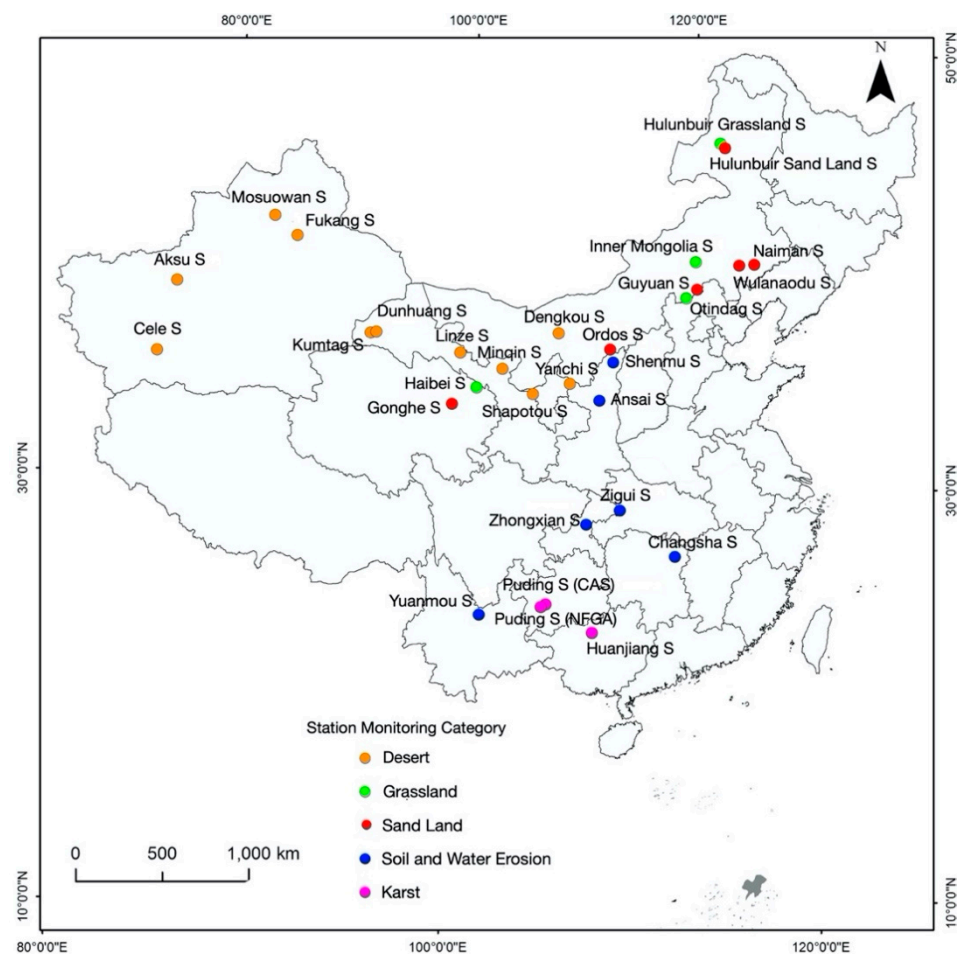 80°0'0"E 100°0'0"E 120°0'0"E
50°0'0"N
N
Hulunbuir Grassland S
Hulunbuir Sand Land S
Mosuowan S
Fukang S
Inner Mongolia S
Naiman S
Aksu S
Guyuan S
Wulanaodu S
Otindag S
Dunhuang S
Dengkou S
Cele S
Kumtag S
Linze S
Ordos S
Minqin S
Yanchi S
Shenmu S
Haibei S
Gonghe S
Shapotou S
Ansai S
30°0'0"N
30°0'0"N
Zigui S
Zhongxian S
Changsha S
Puding S (CAS)
Yuanmou S
Puding S (NFGA)
Huanjiang S
Station Monitoring Category
Desert
Grassland
Sand Land
Soil and Water Erosion
Karst
0 500 1,000 km
10°0'0"N
10°0'0"N
80°0'0"E 100°0'0"E 120°0'0"E